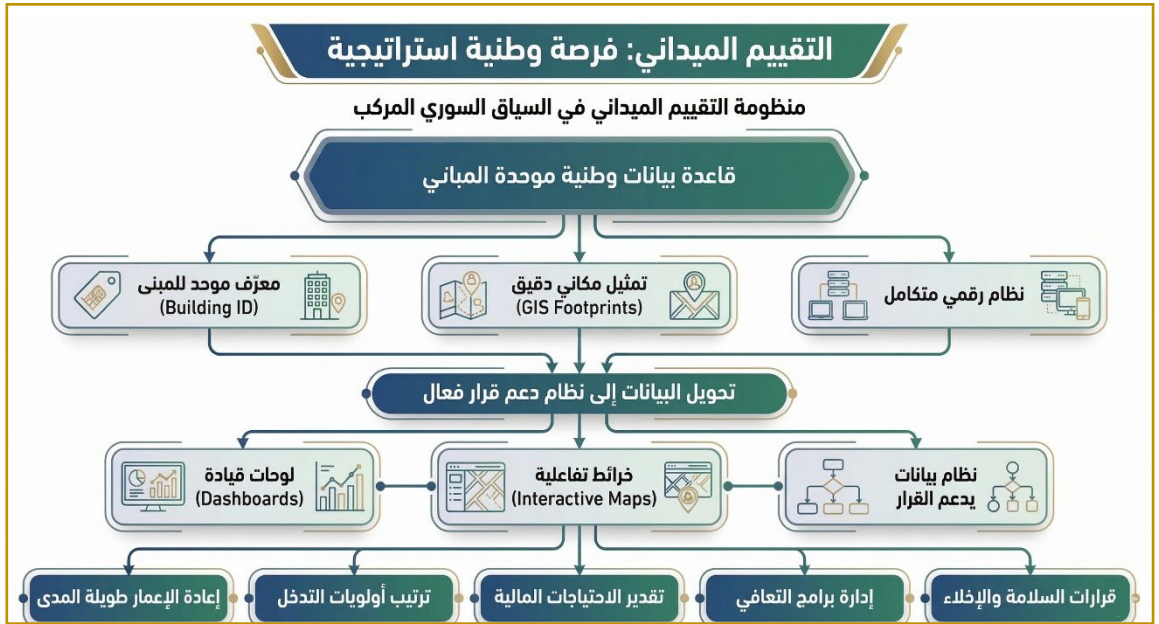 التقييم الميداني: فرصة وطنية استراتيجية
منظومة التقييم الميداني في السياق السوري المركب
قاعدة بيانات وطنية موحدة المباني
نظام رقمي متكامل
تمثيل مكاني دقيق
(GIS Footprints)
معرّف موحد للمبنى
(Building ID)
تحويل البيانات إلى نظام دعم قرار فعال
نظام بيانات
يدعم القرار
خرائط تفاعلية
(Interactive Maps)
لوحات قيادة
(Dashboards)
قرارات السلامة والإخلاء
إدارة برامج التعافي
تقدير الاحتياجات المالية
ترتيب أولويات التدخل
إعادة الإعمار طويلة المدى